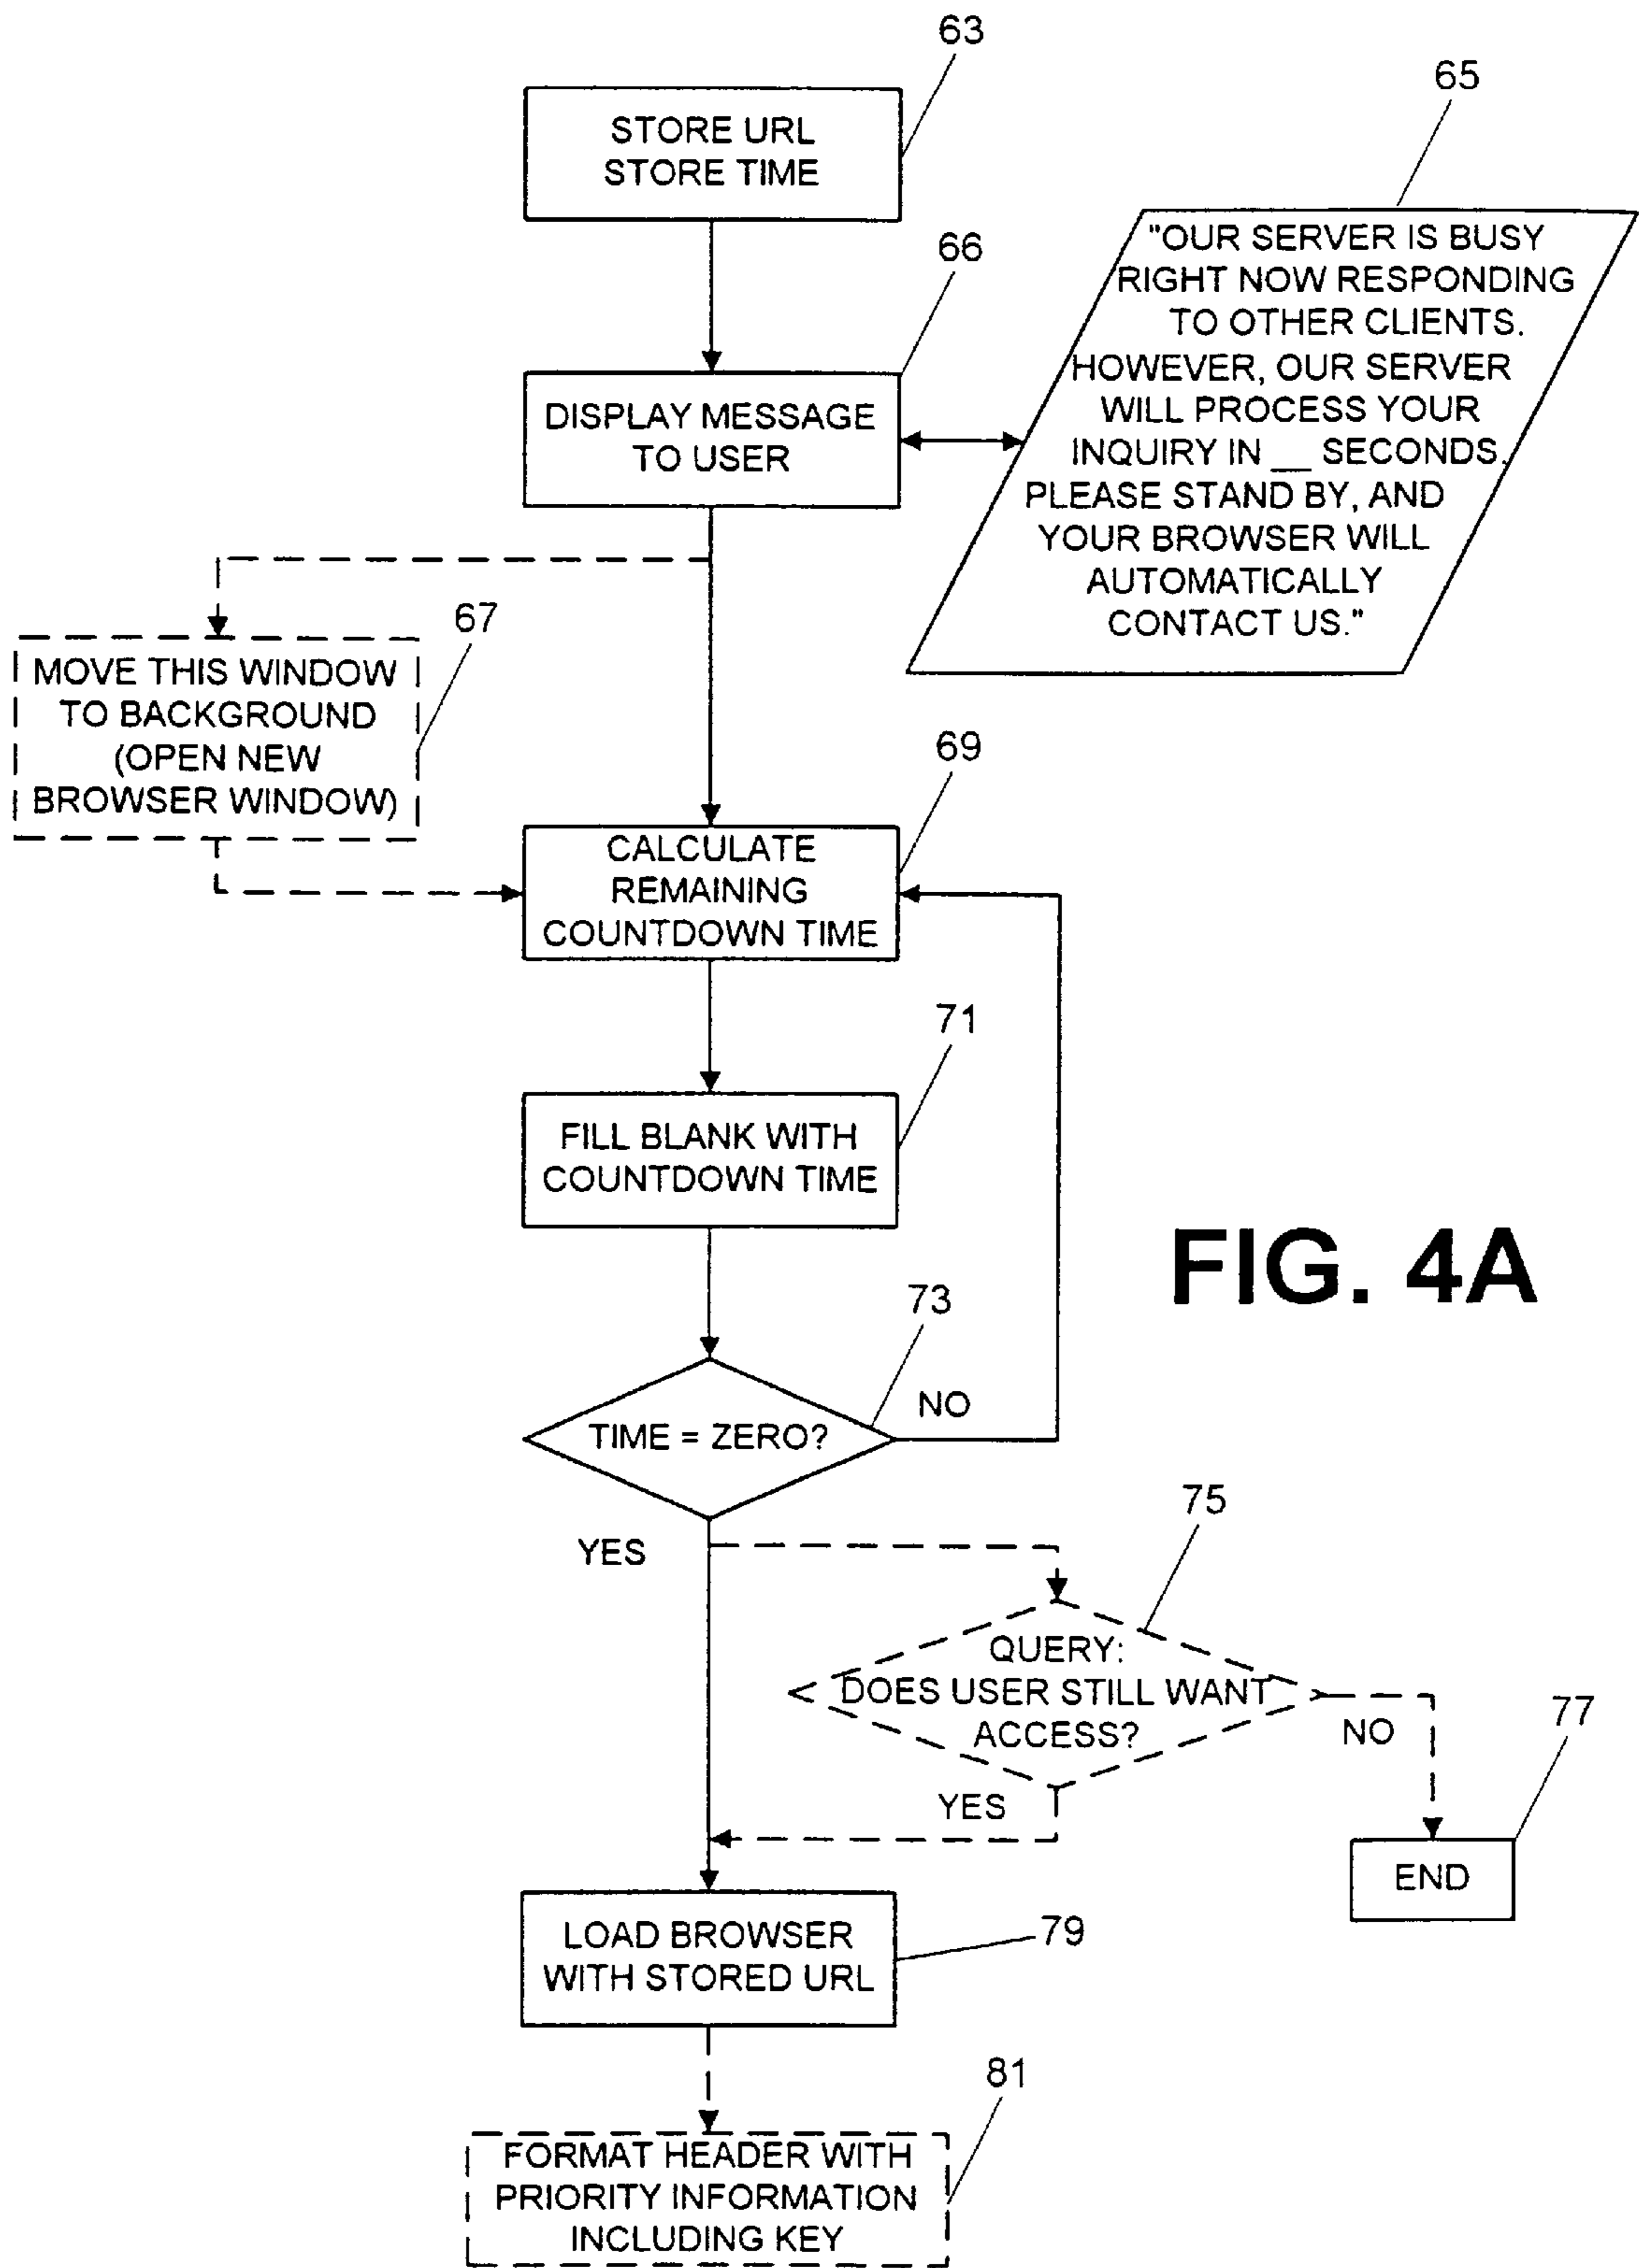 63
STORE URL
STORE TIME
65
"OUR SERVER IS BUSY
RIGHT NOW RESPONDING
TO OTHER CLIENTS.
HOWEVER, OUR SERVER
WILL PROCESS YOUR
INQUIRY IN __ SECONDS.
PLEASE STAND BY, AND
YOUR BROWSER WILL
AUTOMATICALLY
CONTACT US."
66
DISPLAY MESSAGE
TO USER
67
MOVE THIS WINDOW
TO BACKGROUND
(OPEN NEW
BROWSER WINDOW)
69
CALCULATE
REMAINING
COUNTDOWN TIME
71
FILL BLANK WITH
COUNTDOWN TIME
FIG. 4A
73
TIME = ZERO?
NO
YES
75
QUERY:
DOES USER STILL WANT
ACCESS?
NO
YES
77
END
LOAD BROWSER
WITH STORED URL
79
81
FORMAT HEADER WITH
PRIORITY INFORMATION
INCLUDING KEY